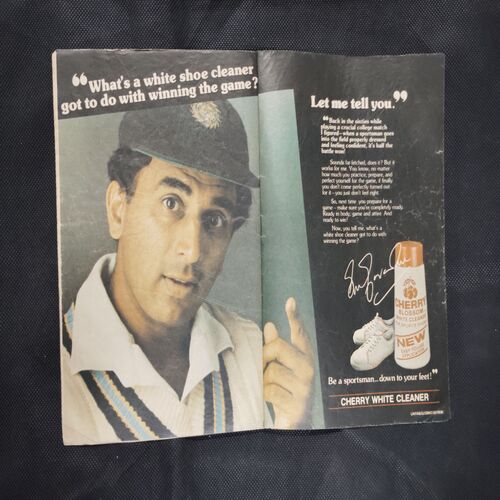 “What's a white shoe cleaner
got to do with winning the game?
Let me tell you.”
“Back in the sixties while
playing a crucial college match
I figured—when a sportsman goes
into the field properly dressed
and feeling confident, it's half the
battle won!
Sounds far fetched, does it? But it
works for me. You know, no matter
how much you practice, prepare, and
perfect yourself for the game, if finally
you don't come perfectly turned out
for it—you just don't feel right.
So, next time you prepare for a
game - make sure you're completely ready.
Ready in body, game and attire. And
ready to win!
Now, you tell me, what's a
white shoe cleaner got to do with
winning the game?
CHERRY
BLOSSOM
WHITE CLEANER
NEW
Be a sportsman...down to your feet!”
CHERRY WHITE CLEANER